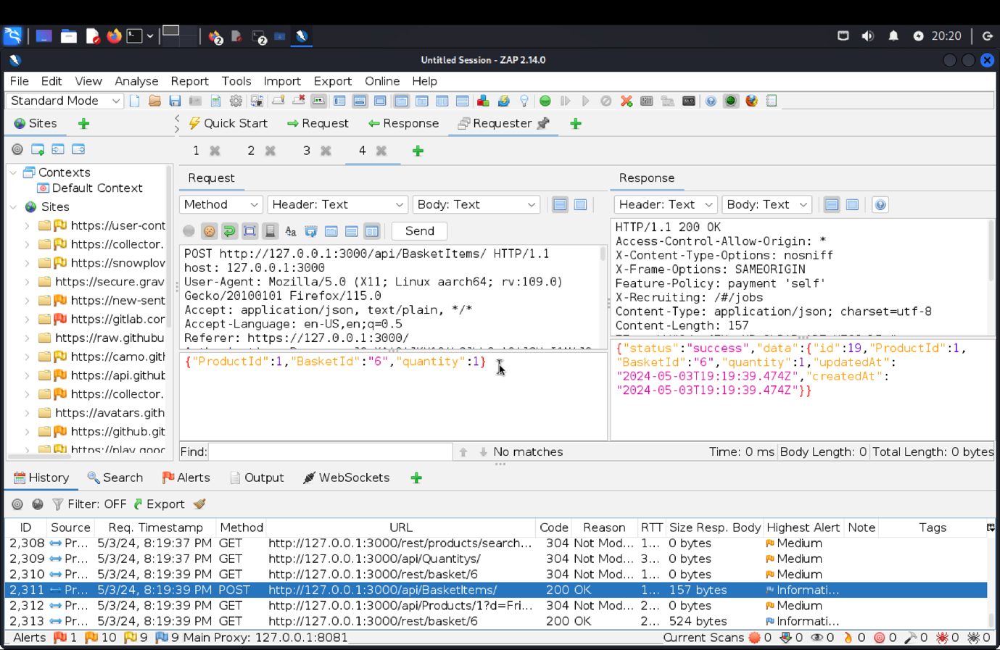 2
2
20:20
Untitled Session - ZAP 2.14.0
File Edit View Analyse Report Tools Import Export Online Help
Standard Mode
Sites
Quick Start Request Response Requester
1 2 3 4
Contexts
Default Context
Sites
https://user-cont
https://collector.
https://snowplow
https://secure.grav
https://new-sent
https://gitlab.cor
https://raw.githubu
https://camo.gith
https://api.github
https://collector.
https://avatars.gith
https://github.git
https://play.goog
Request
Method Header: Text Body: Text
Aa Send
POST http://127.0.0.1:3000/api/BasketItems/ HTTP/1.1
host: 127.0.0.1:3000
User-Agent: Mozilla/5.0 (X11; Linux aarch64; rv:109.0)
Gecko/20100101 Firefox/115.0
Accept: application/json, text/plain, */*
Accept-Language: en-US,en;q=0.5
Referer: https://127.0.0.1:3000/
{"ProductId":1,"BasketId":"6","quantity":1}
Response
Header: Text Body: Text
HTTP/1.1 200 OK
Access-Control-Allow-Origin: *
X-Content-Type-Options: nosniff
X-Frame-Options: SAMEORIGIN
Feature-Policy: payment 'self'
X-Recruiting: /#/jobs
Content-Type: application/json; charset=utf-8
Content-Length: 157
{"status":"success","data":{"id":19,"ProductId":1,
"BasketId":"6","quantity":1,"updatedAt":
"2024-05-03T19:19:39.474Z","createdAt":
"2024-05-03T19:19:39.474Z"}}
Find: No matches Time: 0 ms Body Length: 0 Total Length: 0 bytes
History Search Alerts Output WebSockets
Filter: OFF Export
ID Source Req. Timestamp Method URL Code Reason RTT Size Resp. Body Highest Alert Note Tags
2,308 Pr... 5/3/24, 8:19:37 PM GET http://127.0.0.1:3000/rest/products/search... 304 Not Mod... 1... 0 bytes Medium
2,309 Pr... 5/3/24, 8:19:37 PM GET http://127.0.0.1:3000/api/Quantitys/ 304 Not Mod... 3... 0 bytes Medium
2,310 Pr... 5/3/24, 8:19:39 PM GET http://127.0.0.1:3000/rest/basket/6 304 Not Mod... 1... 0 bytes Medium
2,311 Pr... 5/3/24, 8:19:39 PM POST http://127.0.0.1:3000/api/BasketItems/ 200 OK 1... 157 bytes Informati...
2,312 Pr... 5/3/24, 8:19:39 PM GET http://127.0.0.1:3000/api/Products/1?d=Fri... 304 Not Mod... 2... 0 bytes Medium
2,313 Pr... 5/3/24, 8:19:39 PM GET http://127.0.0.1:3000/rest/basket/6 200 OK 2... 524 bytes Informati...
Alerts 1 10 9 9 Main Proxy: 127.0.0.1:8081 Current Scans 0 0 0 0 0 0 0 0